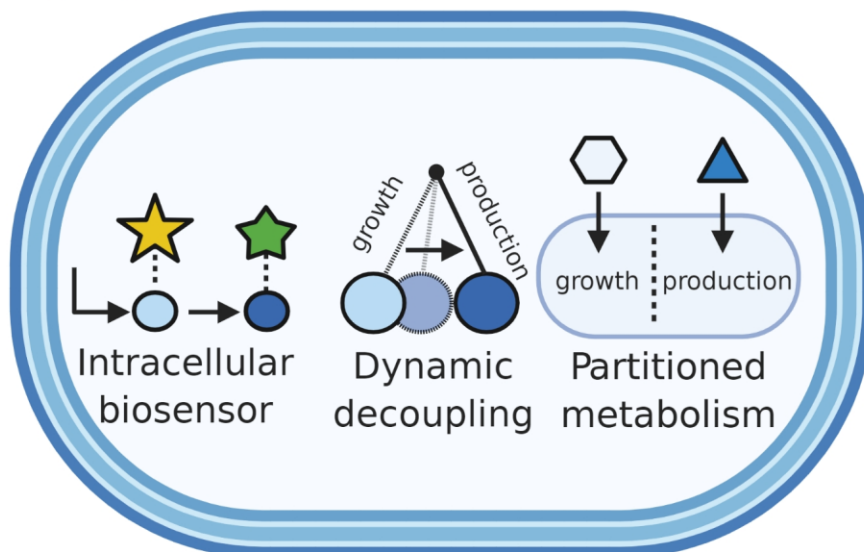 growth
production
growth
production
Intracellular
biosensor
Dynamic
decoupling
Partitioned
metabolism